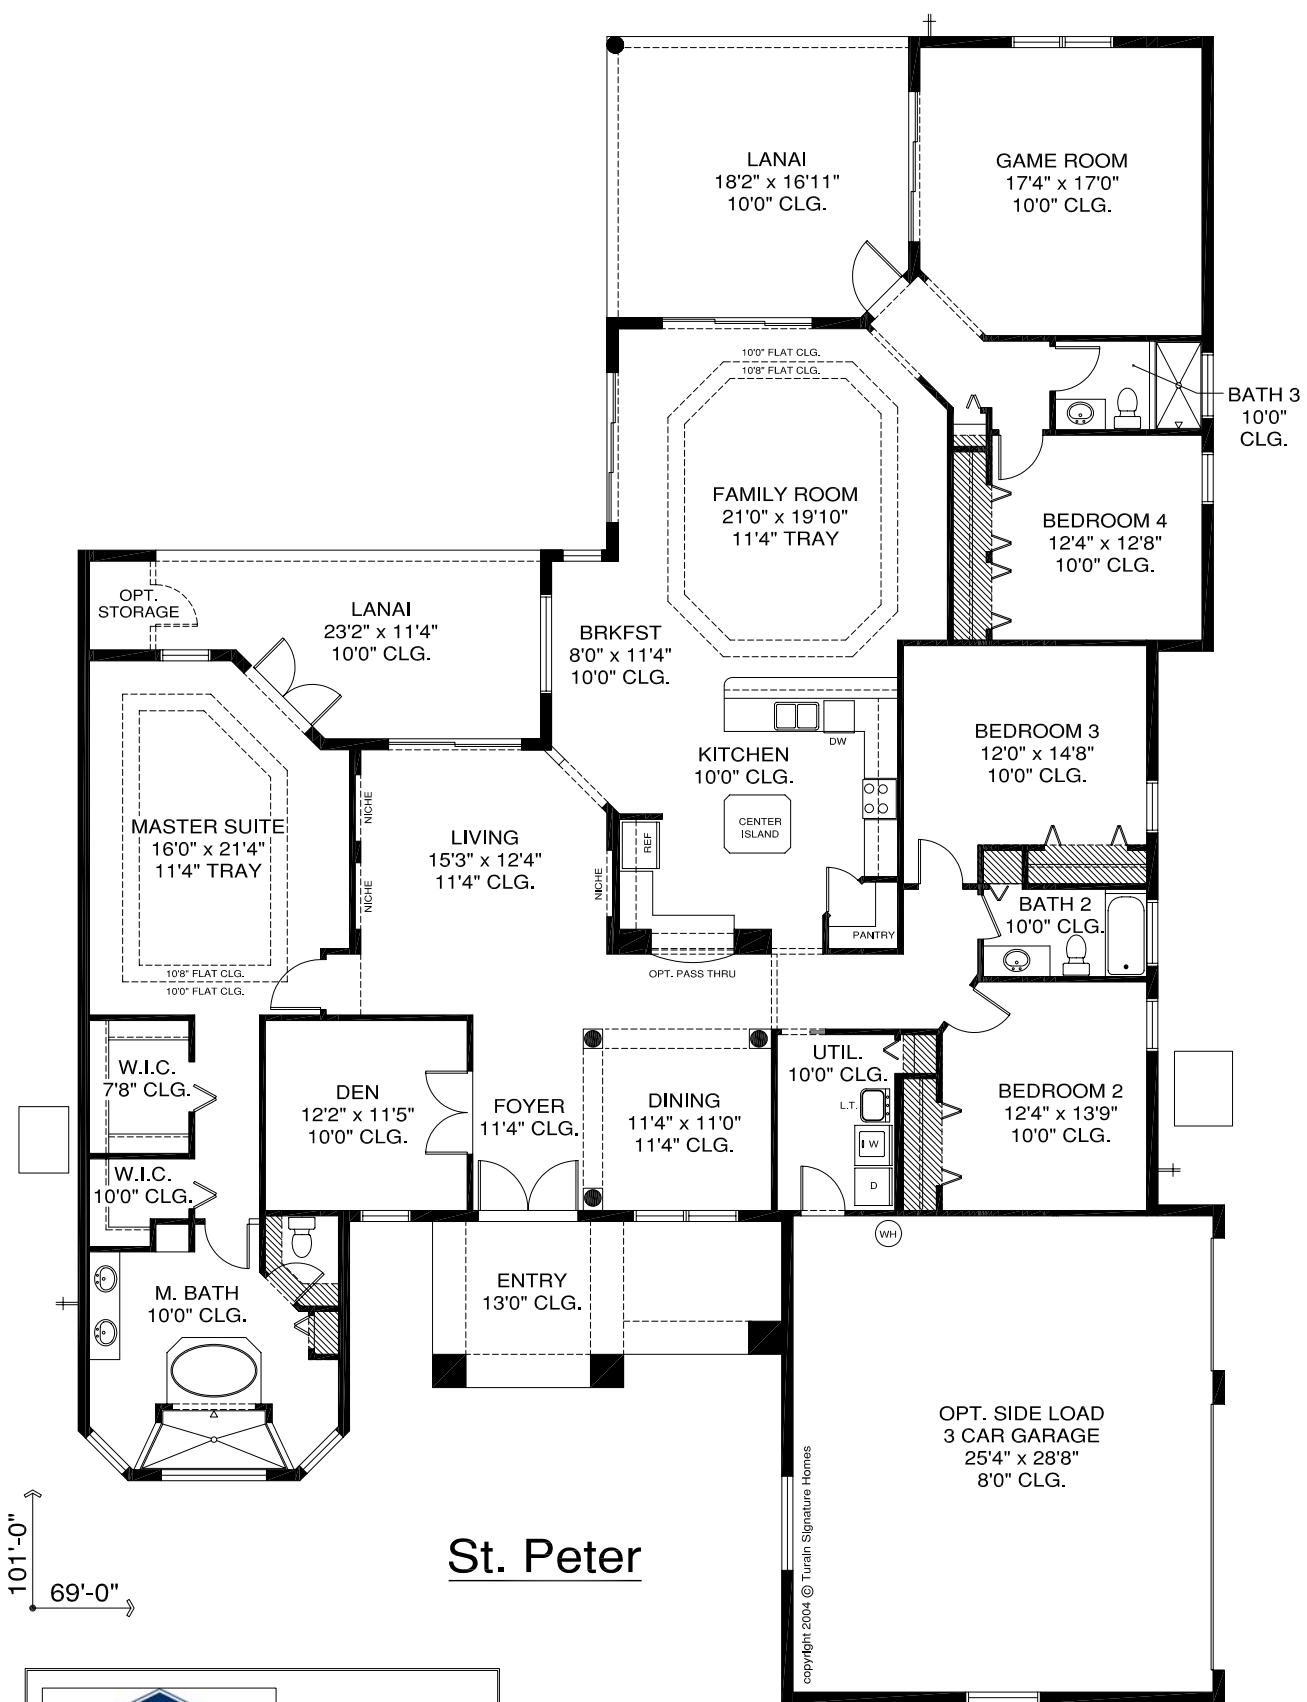 LANAI
18'2" x 16'11"
10'0" CLG.
GAME ROOM
17'4" x 17'0"
10'0" CLG.
10'0" FLAT CLG.
10'8" FLAT CLG.
BATH 3
10'0"
CLG.
FAMILY ROOM
21'0" x 19'10"
11'4" TRAY
BEDROOM 4
12'4" x 12'8"
10'0" CLG.
OPT.
STORAGE
LANAI
23'2" x 11'4"
10'0" CLG.
BRKFST
8'0" x 11'4"
10'0" CLG.
BEDROOM 3
12'0" x 14'8"
10'0" CLG.
DW
KITCHEN
10'0" CLG.
CENTER
ISLAND
REF
NICHE
NICHE
NICHE
MASTER SUITE
16'0" x 21'4"
11'4" TRAY
LIVING
15'3" x 12'4"
11'4" CLG.
BATH 2
10'0" CLG.
PANTRY
OPT. PASS THRU
10'8" FLAT CLG.
10'0" FLAT CLG.
W.I.C.
7'8" CLG.
DEN
12'2" x 11'5"
10'0" CLG.
FOYER
11'4" CLG.
DINING
11'4" x 11'0"
11'4" CLG.
UTIL.
10'0" CLG.
L.T.
W
D
BEDROOM 2
12'4" x 13'9"
10'0" CLG.
W.I.C.
10'0" CLG.
WH
M. BATH
10'0" CLG.
ENTRY
13'0" CLG.
OPT. SIDE LOAD
3 CAR GARAGE
25'4" x 28'8"
8'0" CLG.
copyright 2004 © Turain Signature Homes
St. Peter
101'-0"
69'-0"